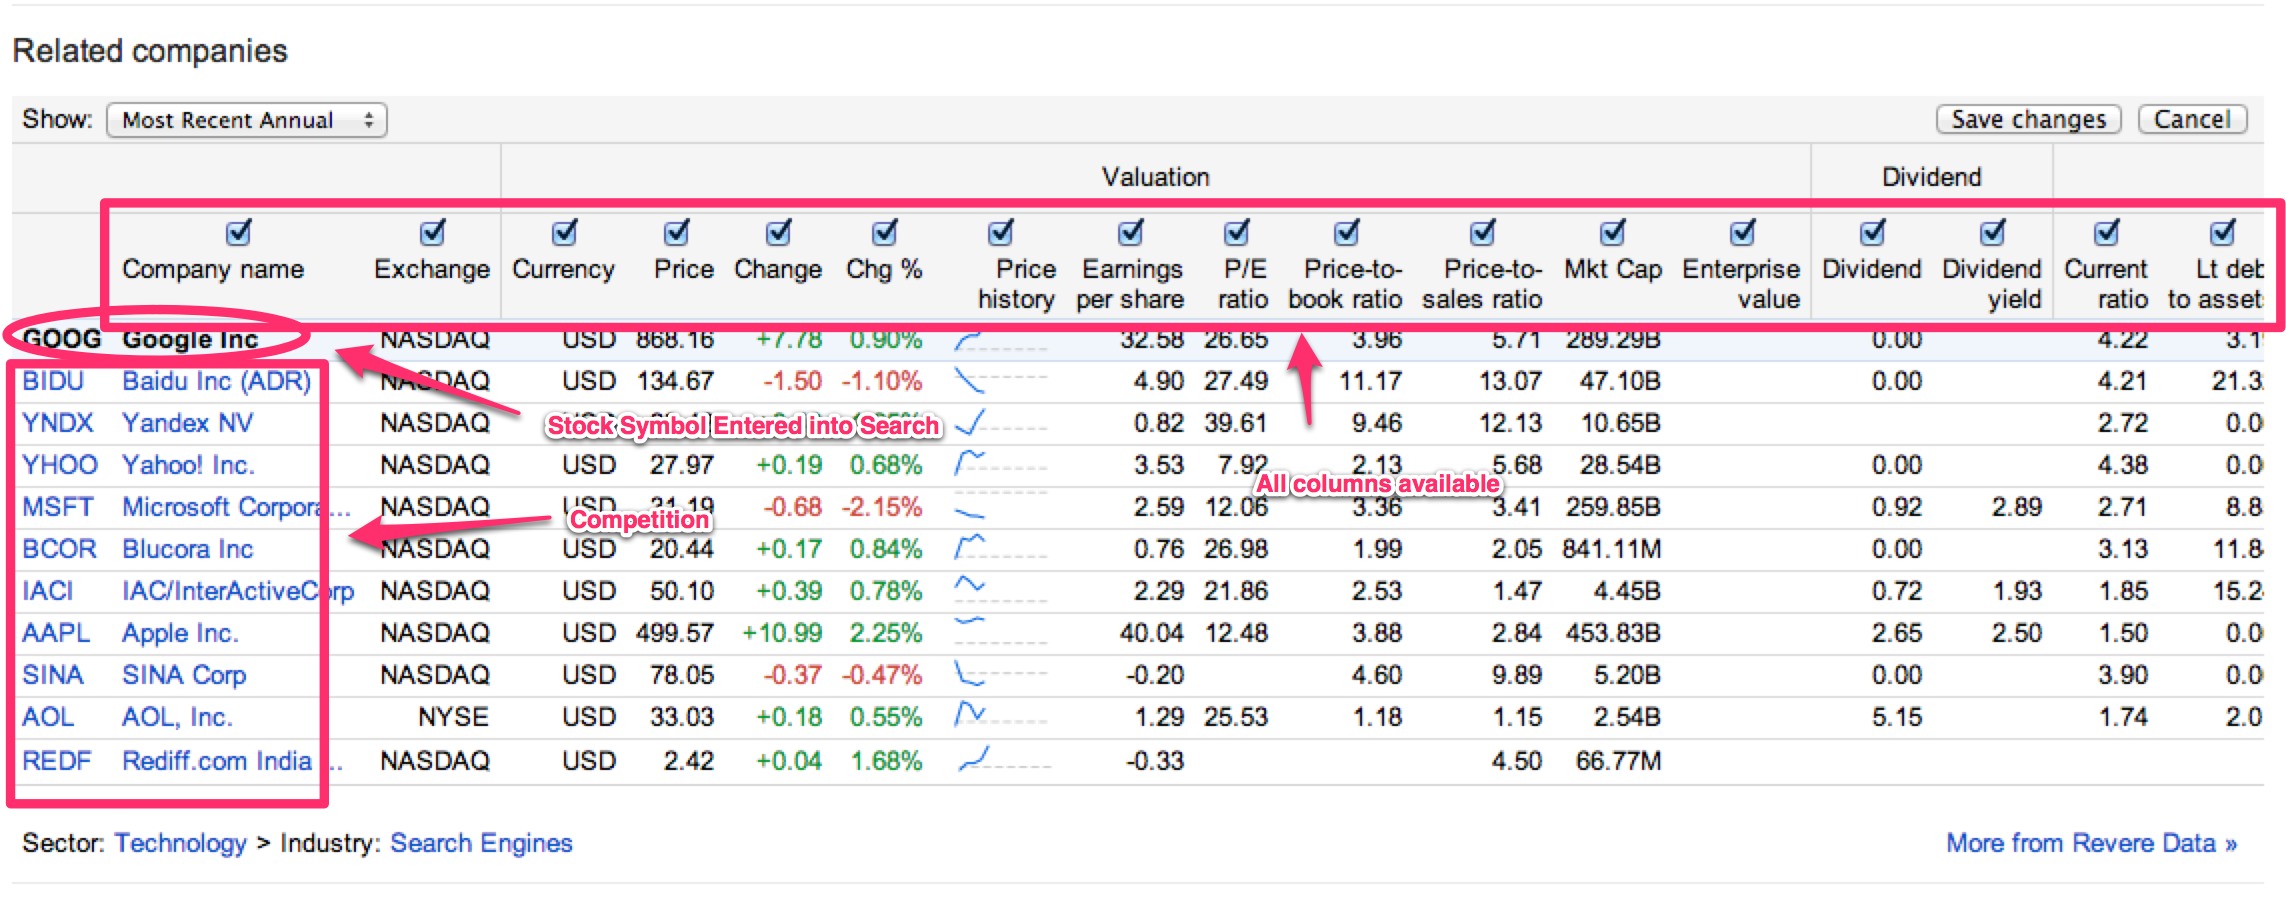 Related companies
Show: Most Recent Annual Save changes Cancel
Valuation Dividend
Company name Exchange Currency Price Change Chg % Price history Earnings per share P/E ratio Price-to-book ratio Price-to-sales ratio Mkt Cap Enterprise value Dividend Dividend yield Current ratio Lt deb to asset
GOOG Google Inc NASDAQ USD 868.16 +7.78 0.90% 32.58 26.65 3.96 5.71 289.29B 0.00 4.22 3.1
BIDU Baidu Inc (ADR) NASDAQ USD 134.67 -1.50 -1.10% 4.90 27.49 11.17 13.07 47.10B 0.00 4.21 21.3
YNDX Yandex NV NASDAQ 0.82 39.61 9.46 12.13 10.65B 2.72 0.0
Stock Symbol Entered into Search
YHOO Yahoo! Inc. NASDAQ USD 27.97 +0.19 0.68% 3.53 7.92 2.13 5.68 28.54B 0.00 4.38 0.0
All columns available
MSFT Microsoft Corpora... NASDAQ USD 31.19 -0.68 -2.15% 2.59 12.06 3.36 3.41 259.85B 0.92 2.89 2.71 8.8
Competition
BCOR Blucora Inc NASDAQ USD 20.44 +0.17 0.84% 0.76 26.98 1.99 2.05 841.11M 0.00 3.13 11.8
IACI IAC/InterActiveCorp NASDAQ USD 50.10 +0.39 0.78% 2.29 21.86 2.53 1.47 4.45B 0.72 1.93 1.85 15.2
AAPL Apple Inc. NASDAQ USD 499.57 +10.99 2.25% 40.04 12.48 3.88 2.84 453.83B 2.65 2.50 1.50 0.0
SINA SINA Corp NASDAQ USD 78.05 -0.37 -0.47% -0.20 4.60 9.89 5.20B 0.00 3.90 0.0
AOL AOL, Inc. NYSE USD 33.03 +0.18 0.55% 1.29 25.53 1.18 1.15 2.54B 5.15 1.74 2.0
REDF Rediff.com India ... NASDAQ USD 2.42 +0.04 1.68% -0.33 4.50 66.77M
Sector: Technology > Industry: Search Engines More from Revere Data »